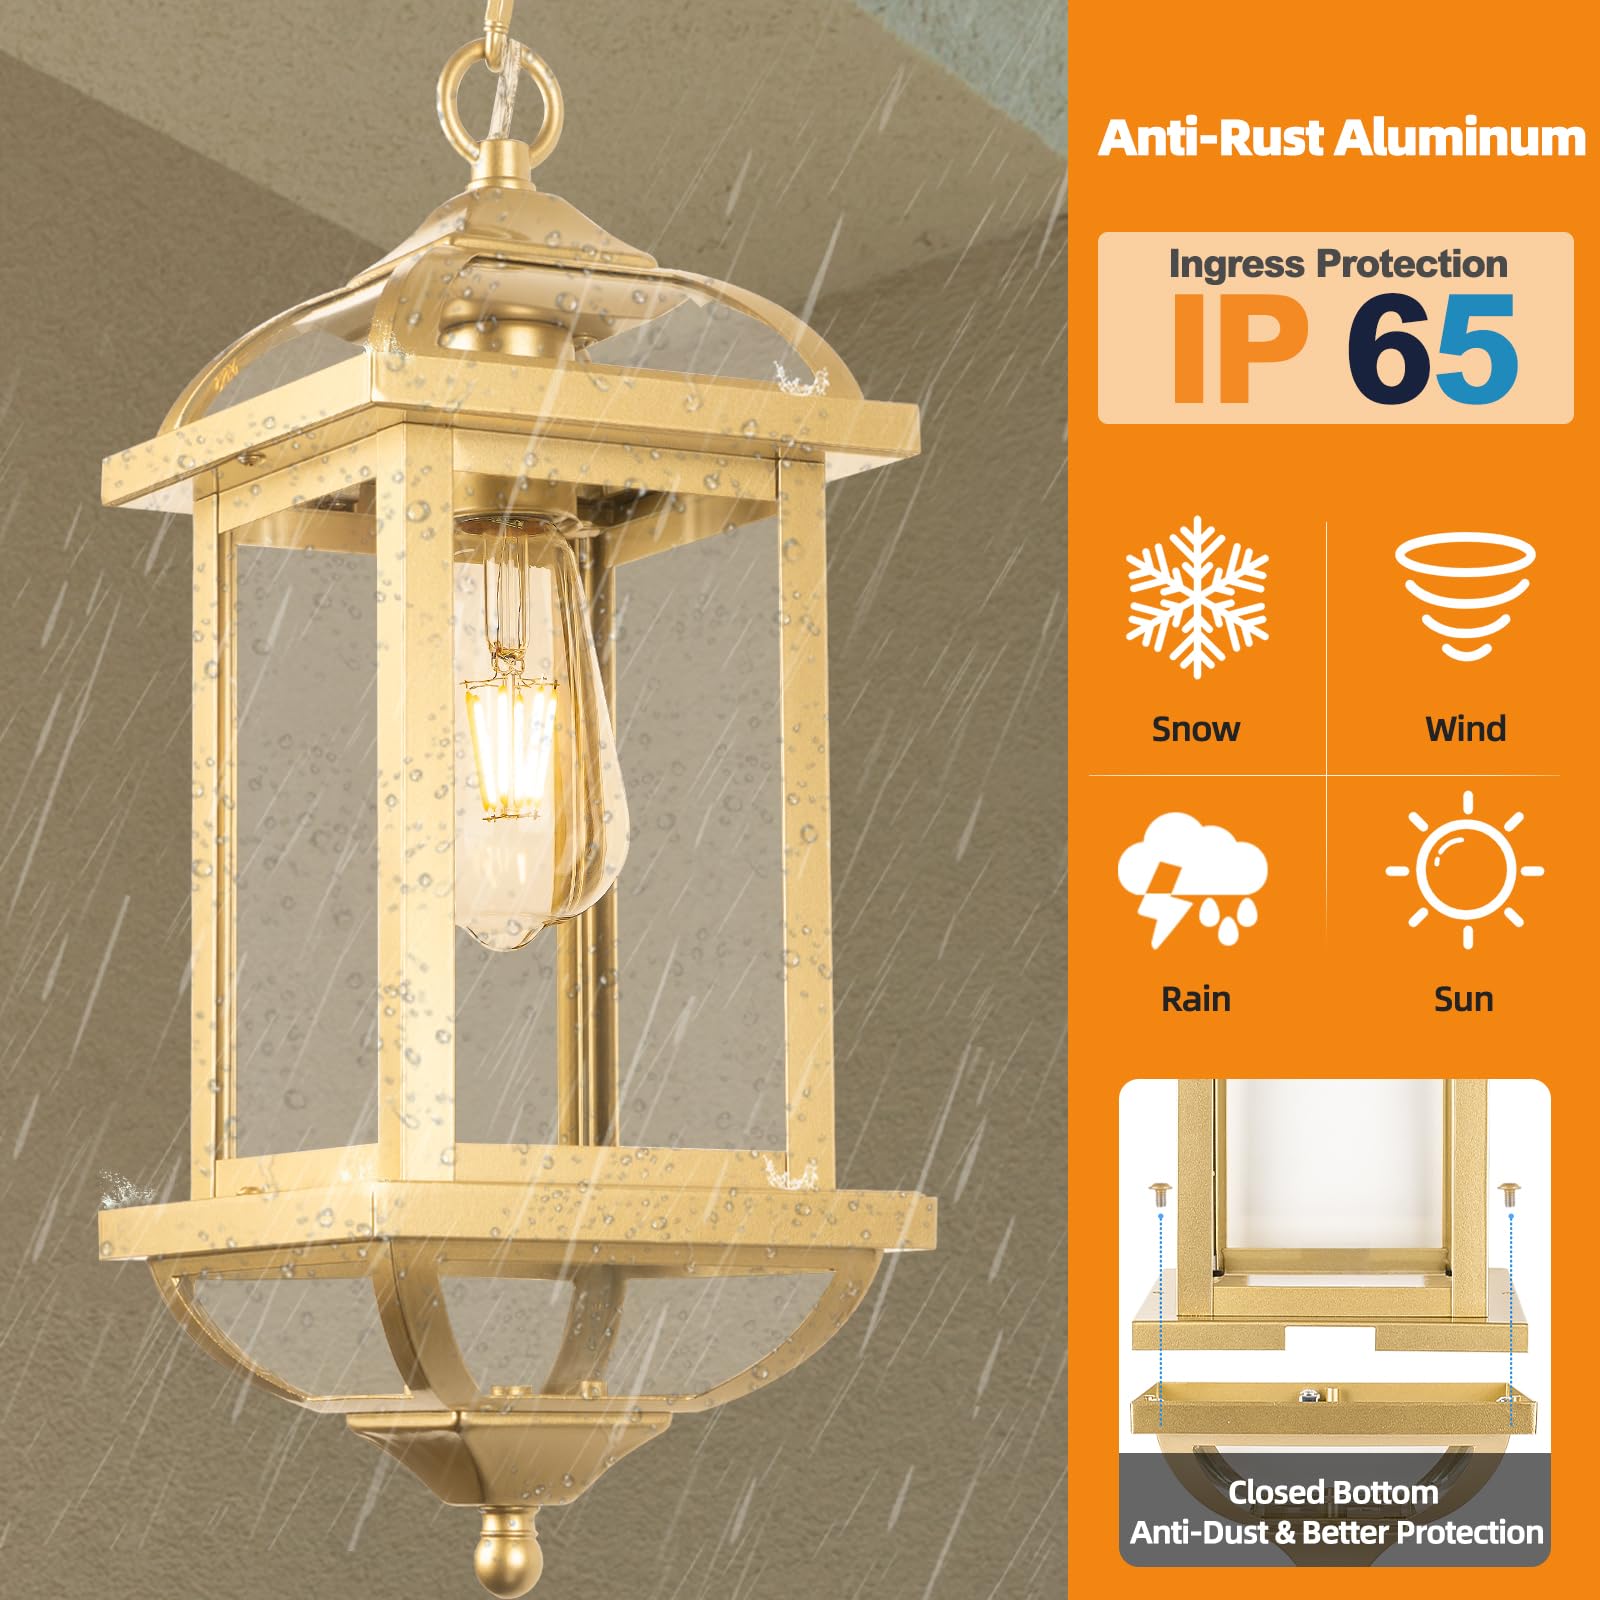 Anti-Rust Aluminum
Ingress Protection
IP 65
Snow
Wind
Rain
Sun
Closed Bottom
Anti-Dust & Better Protection